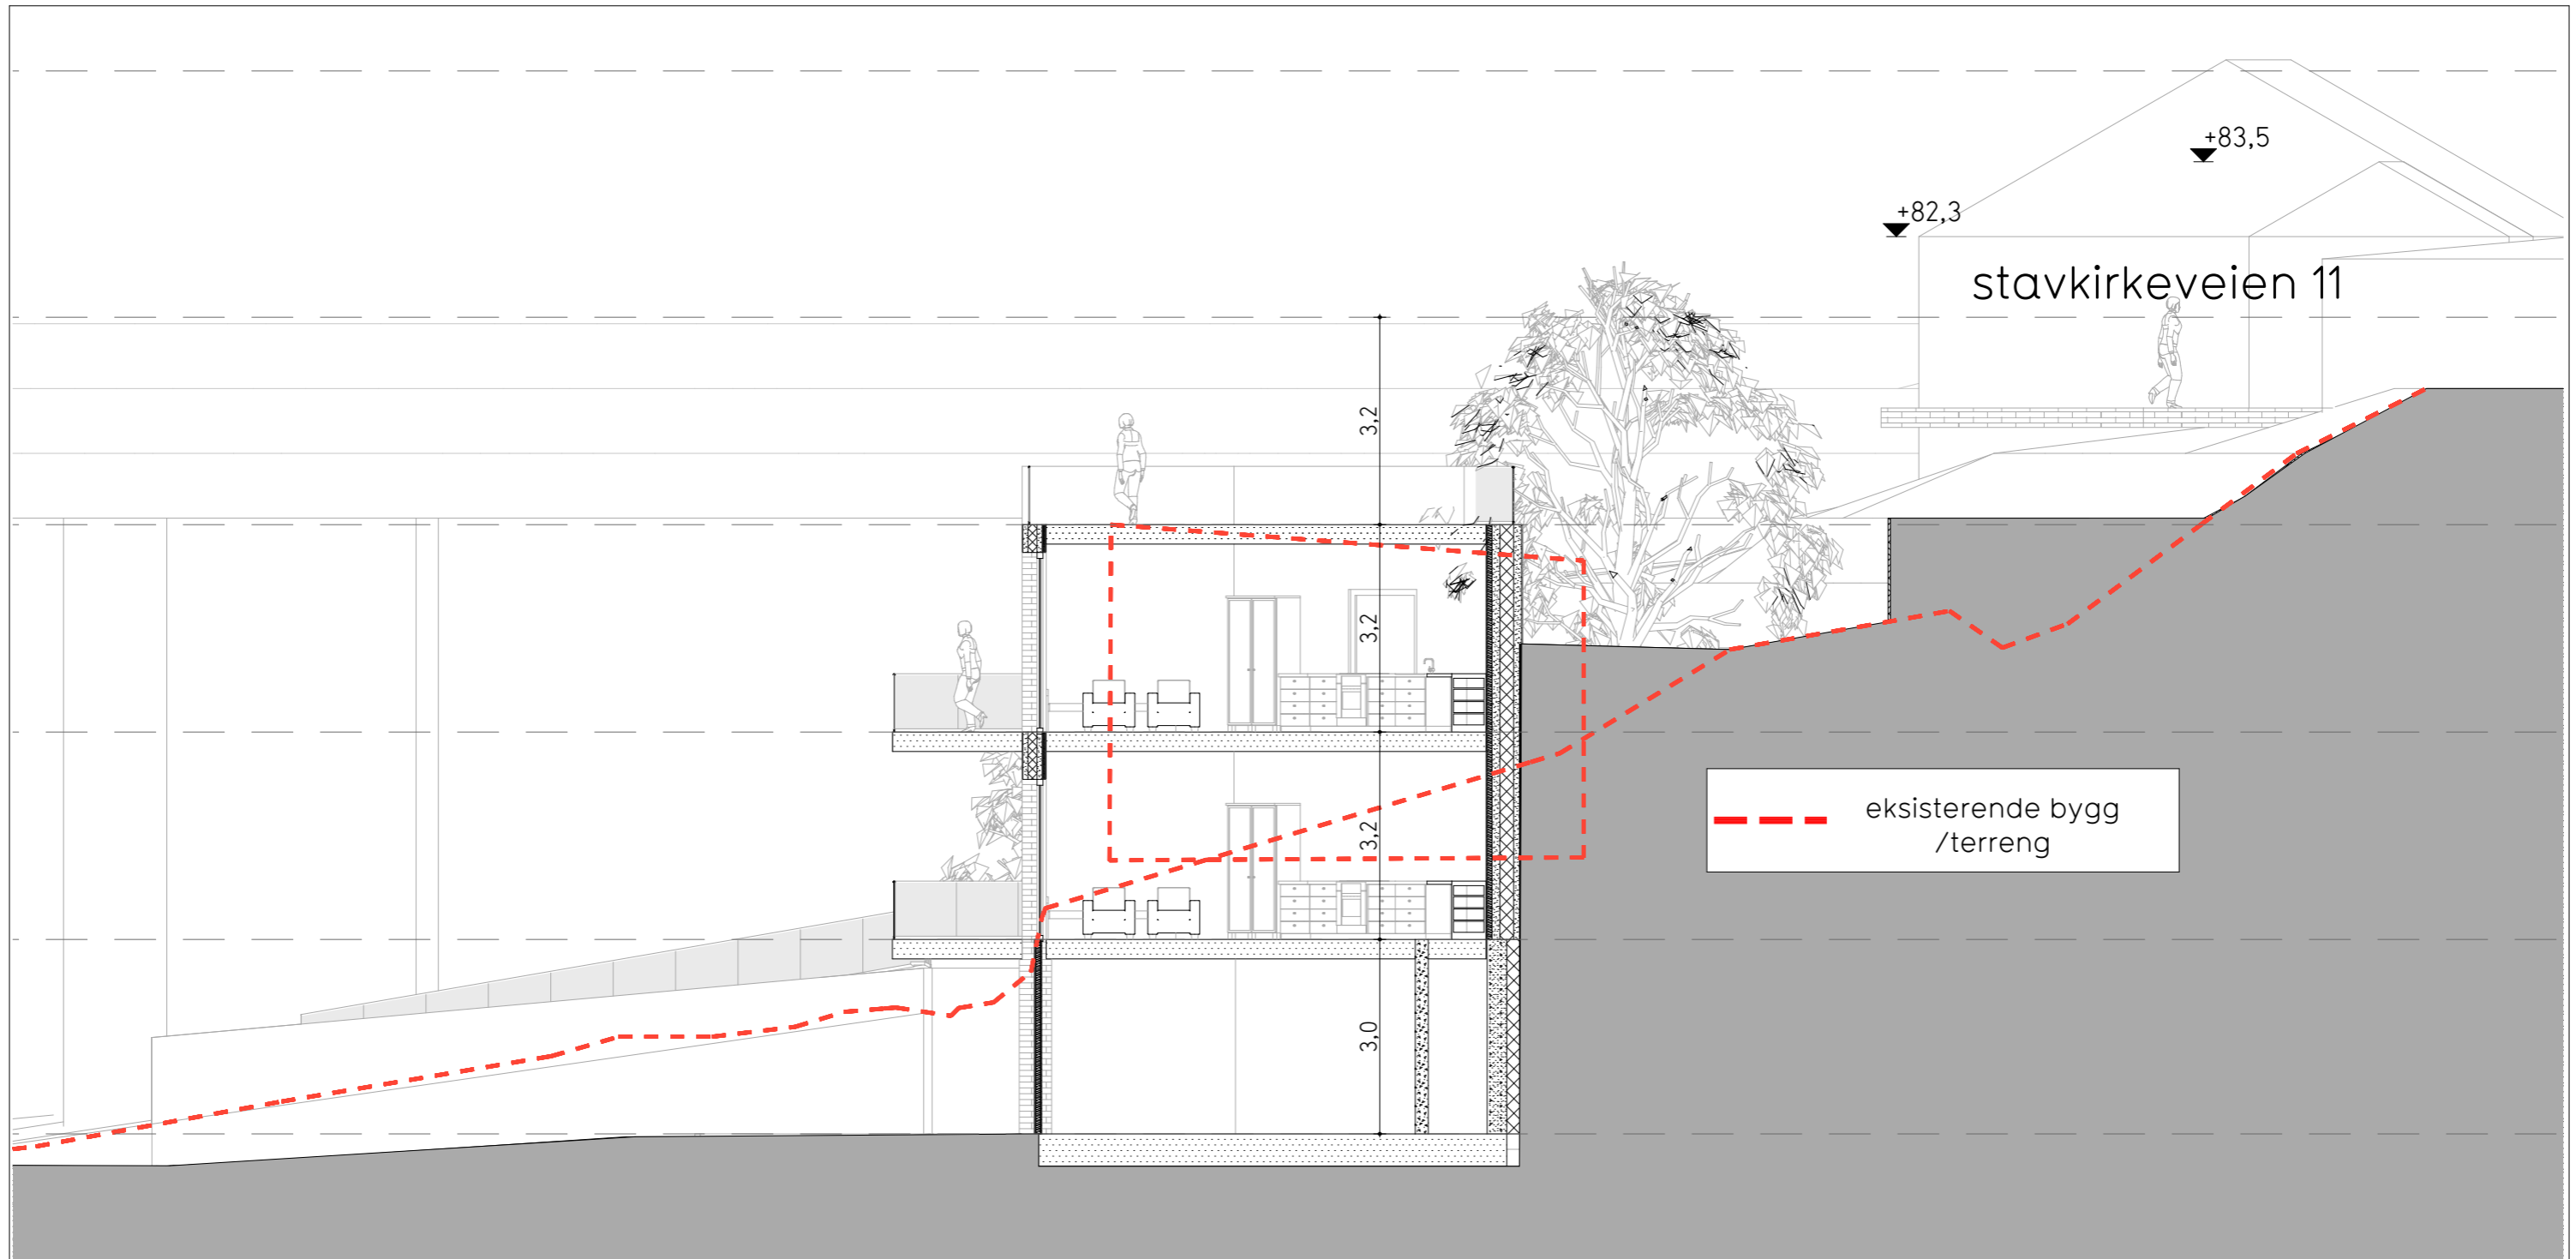 +83,5
+82,3
stavkirkeveien 11
3,2
3,2
3,2
3,0
eksisterende bygg
/terreng